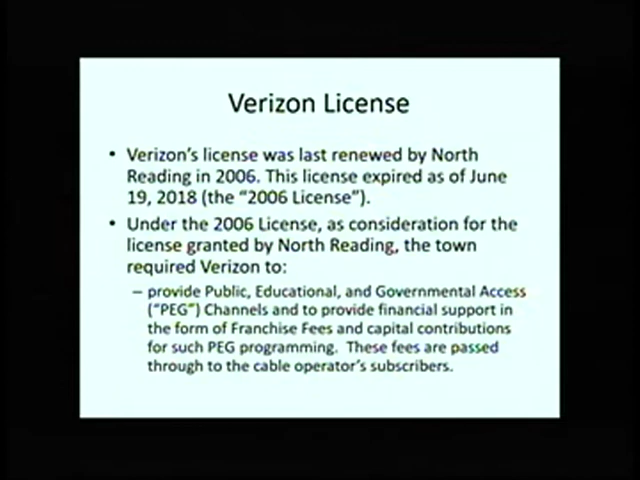 Verizon License
• Verizon's license was last renewed by North
Reading in 2006. This license expired as of June
19, 2018 (the “2006 License”).
• Under the 2006 License, as consideration for the
license granted by North Reading, the town
required Verizon to:
– provide Public, Educational, and Governmental Access
(“PEG”) Channels and to provide financial support in
the form of Franchise Fees and capital contributions
for such PEG programming. These fees are passed
through to the cable operator's subscribers.